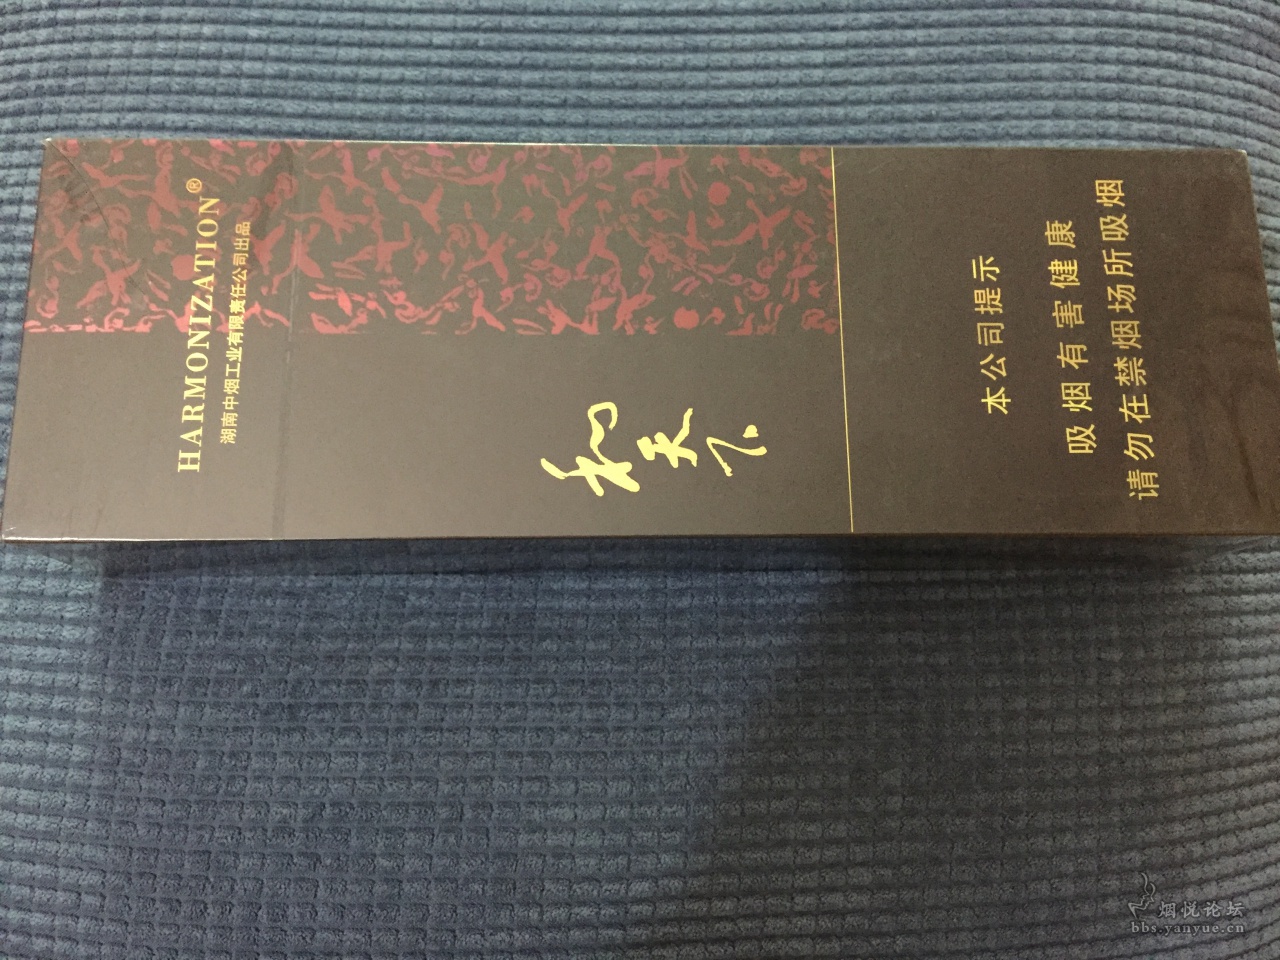 HARMONIZATION®
湖南中烟工业有限责任公司出品
和天下
本公司提示
吸烟有害健康
请勿在禁烟场所吸烟
烟悦论坛
bbs.yanyue.cn